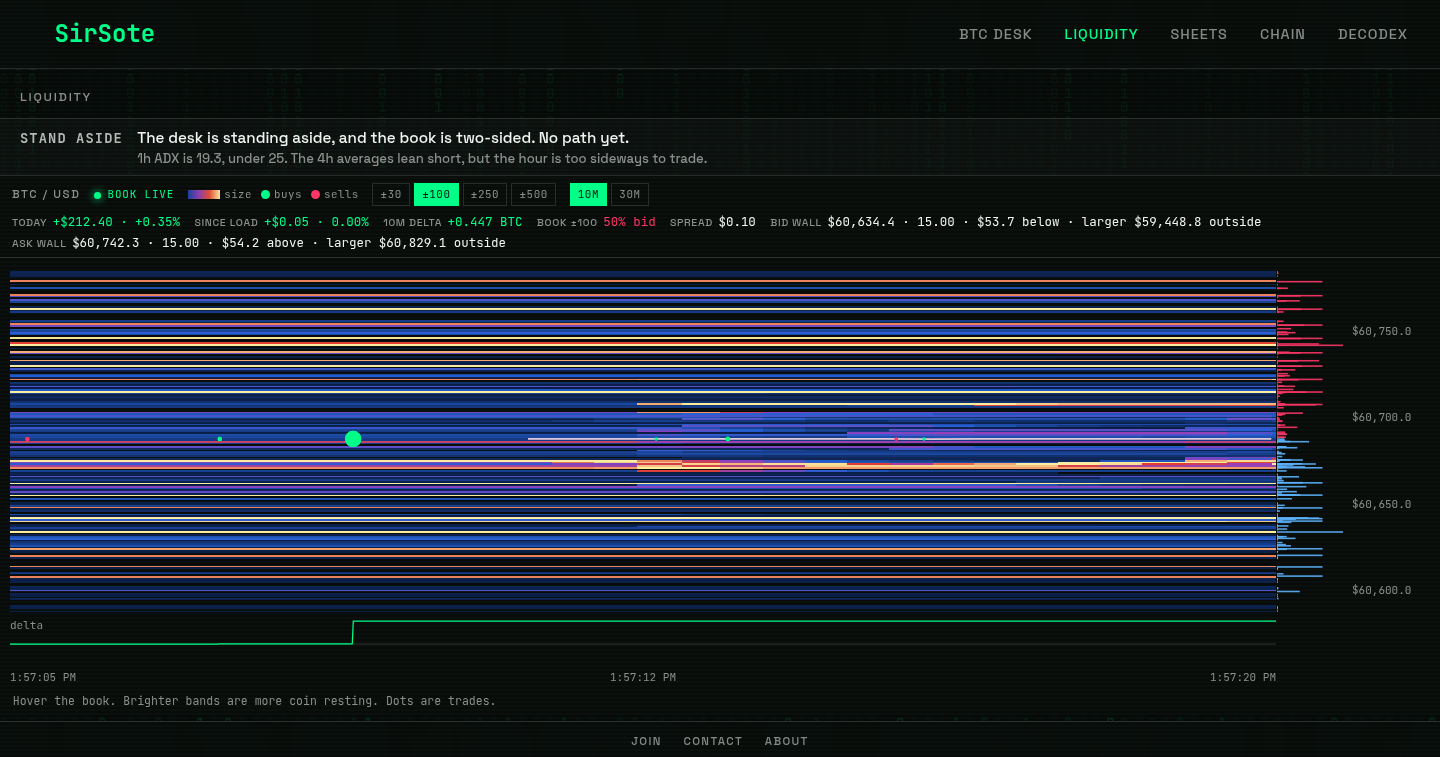 SirSote
BTC DESK LIQUIDITY SHEETS CHAIN DECODEX
LIQUIDITY
STAND ASIDE The desk is standing aside, and the book is two-sided. No path yet.
1h ADX is 19.3, under 25. The 4h averages lean short, but the hour is too sideways to trade.
BTC / USD BOOK LIVE size buys sells ±30 ±100 ±250 ±500 10M 30M
TODAY +$212.40 · +0.35% SINCE LOAD +$0.05 · 0.00% 10M DELTA +0.447 BTC BOOK ±100 50% bid SPREAD $0.10 BID WALL $60,634.4 · 15.00 · $53.7 below · larger $59,448.8 outside
ASK WALL $60,742.3 · 15.00 · $54.2 above · larger $60,829.1 outside
$60,750.0
$60,700.0
$60,650.0
$60,600.0
delta
1:57:05 PM 1:57:12 PM 1:57:20 PM
Hover the book. Brighter bands are more coin resting. Dots are trades.
JOIN CONTACT ABOUT